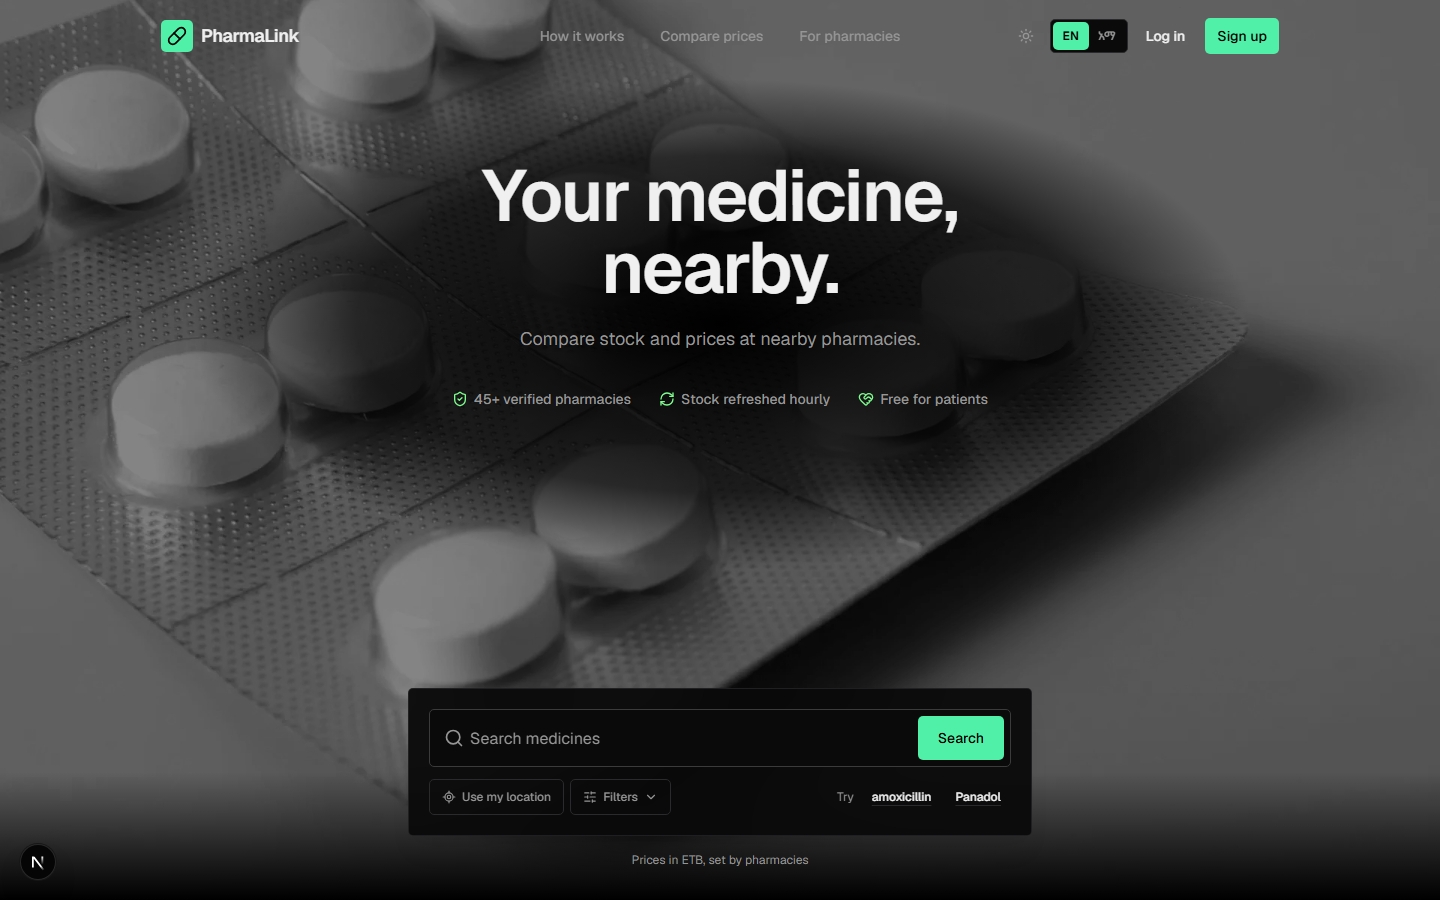 PharmaLink
How it works
Compare prices
For pharmacies
EN
አማ
Log in
Sign up
Your medicine,
nearby.
Compare stock and prices at nearby pharmacies.
45+ verified pharmacies
Stock refreshed hourly
Free for patients
Search medicines
Search
Use my location
Filters
Try
amoxicillin
Panadol
Prices in ETB, set by pharmacies
N